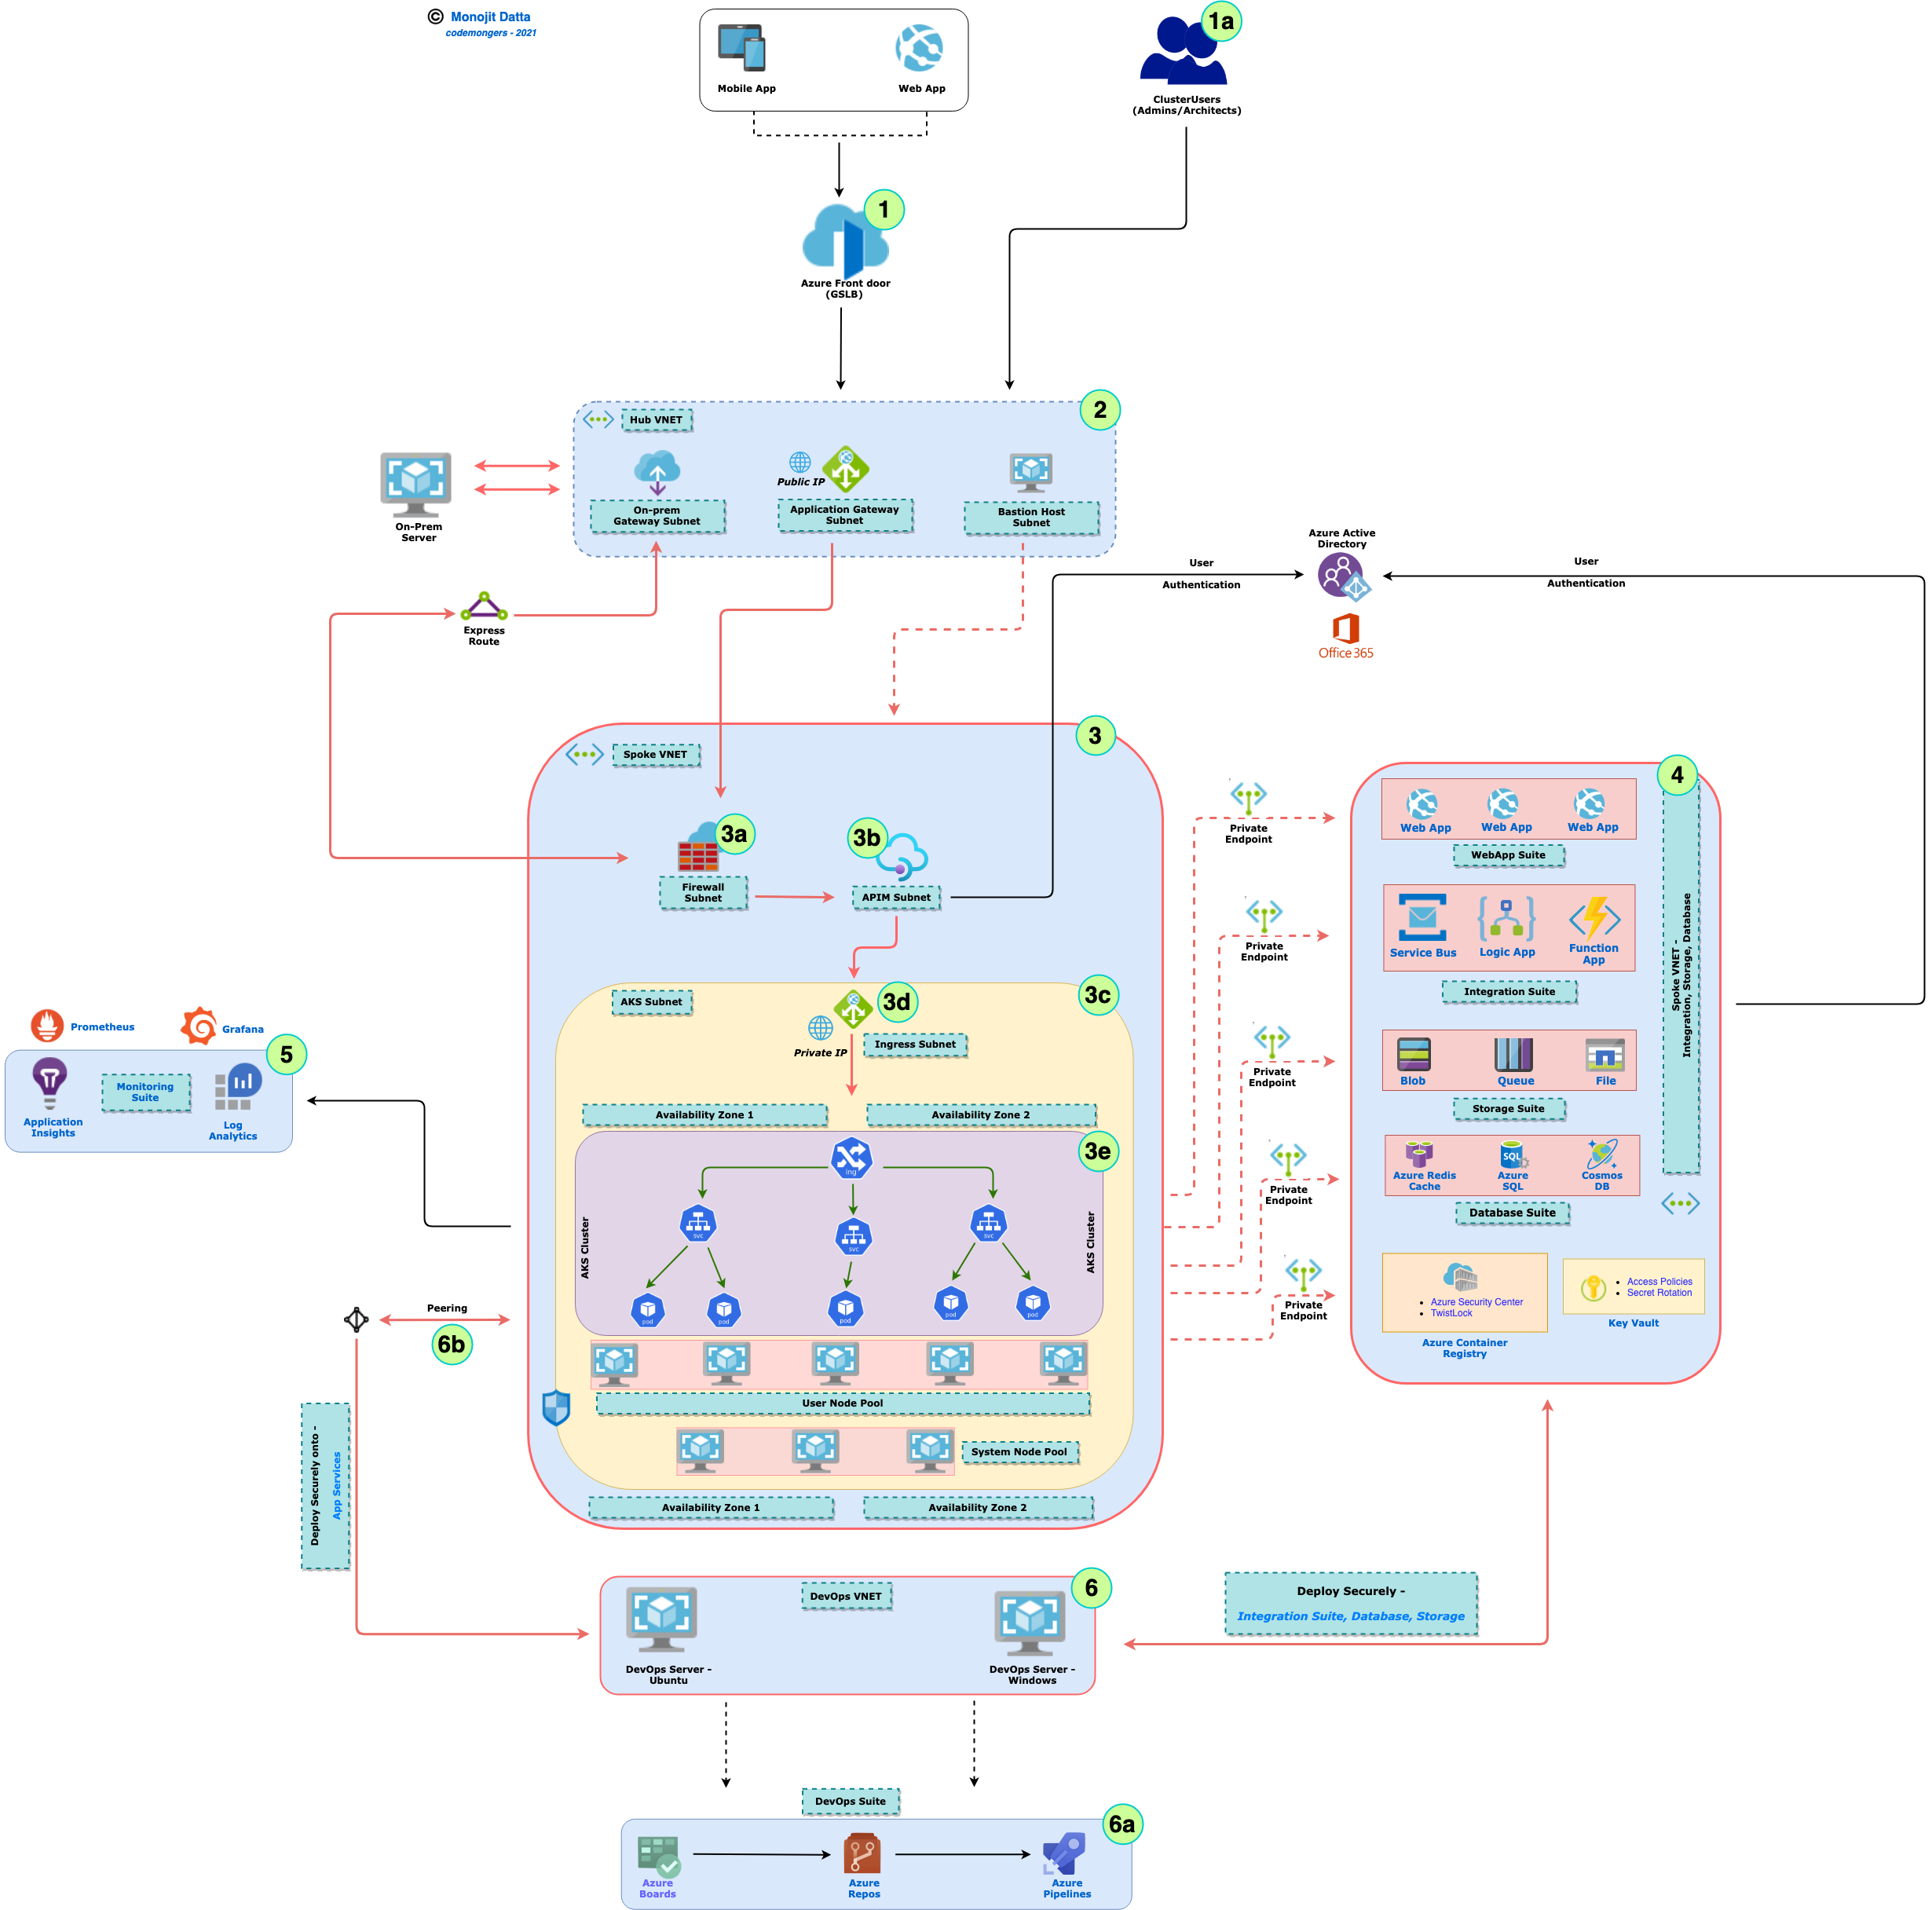 © Monojit Datta
codemongers - 2021
Mobile App
Web App
1a
ClusterUsers
(Admins/Architects)
1
Azure Front door
(GSLB)
2
Hub VNET
On-prem
Gateway Subnet
Public IP
Application Gateway
Subnet
Bastion Host
Subnet
On-Prem
Server
Express
Route
Azure Active
Directory
User
Authentication
User
Authentication
Office 365
3
Spoke VNET
3a
Firewall
Subnet
3b
APIM Subnet
3c
AKS Subnet
3d
Private IP
Ingress Subnet
Availability Zone 1
Availability Zone 2
3e
AKS Cluster
AKS Cluster
ing
svc
svc
svc
pod
pod
pod
pod
pod
User Node Pool
System Node Pool
Availability Zone 1
Availability Zone 2
Private
Endpoint
Private
Endpoint
Private
Endpoint
Private
Endpoint
Private
Endpoint
4
Spoke VNET -
Integration, Storage, Database
Web App
Web App
Web App
WebApp Suite
Service Bus
Logic App
Function
App
Integration Suite
Blob
Queue
File
Storage Suite
Azure Redis
Cache
SQL
Azure
SQL
Cosmos
DB
Database Suite
• Azure Security Center
• TwistLock
Azure Container
Registry
• Access Policies
• Secret Rotation
Key Vault
Prometheus
Grafana
5
Application
Insights
Monitoring
Suite
Log
Analytics
Peering
6b
Deploy Securely onto -
App Services
6
DevOps VNET
DevOps Server -
Ubuntu
DevOps Server -
Windows
Deploy Securely -
Integration Suite, Database, Storage
DevOps Suite
6a
Azure
Boards
Azure
Repos
Azure
Pipelines